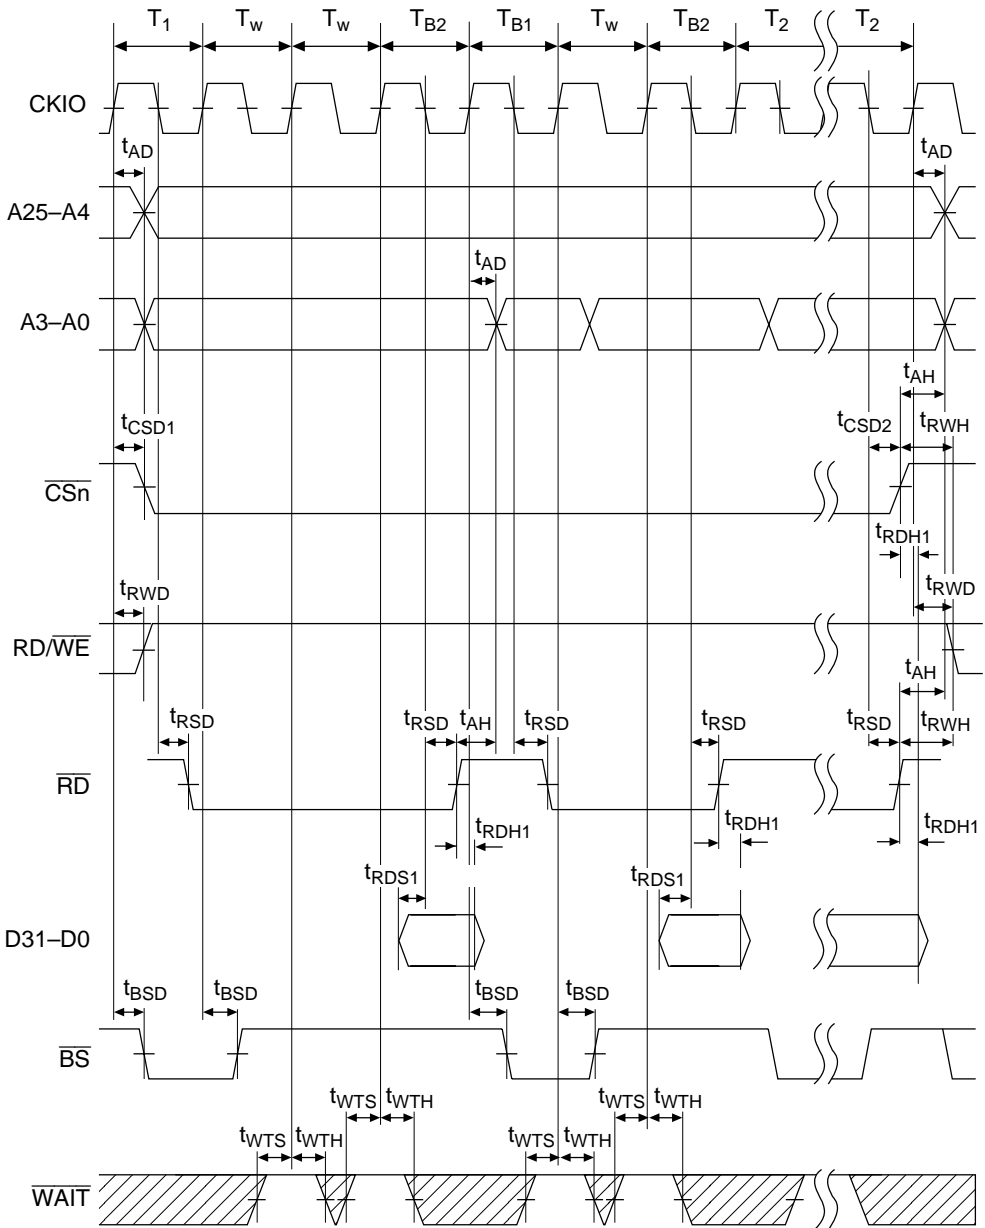 T1 Tw Tw TB2 TB1 Tw TB2 T2 T2
CKIO
tAD tAD
A25–A4
tAD
A3–A0
tAH
tCSD1 tCSD2 tRWH
CSn
tRDH1
tRWD tRWD
RD/WE
tAH
tRSD tRSD tAH tRSD tRSD tRSD tRWH
RD
tRDH1 tRDH1 tRDH1
tRDS1 tRDS1
D31–D0
tBSD tBSD tBSD tBSD
BS
tWTS tWTH tWTS tWTH
tWTS tWTH tWTS tWTH
WAIT